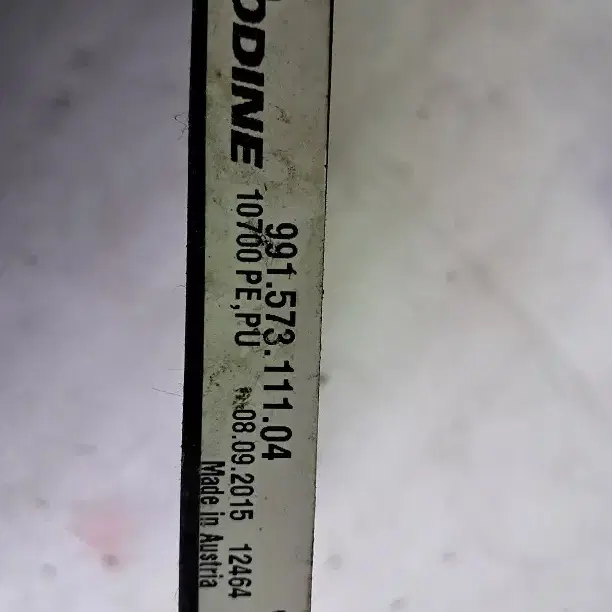 ODINE
991.573.111.04
10700 PE,PU
08.09.2015 12464
Made in Austria